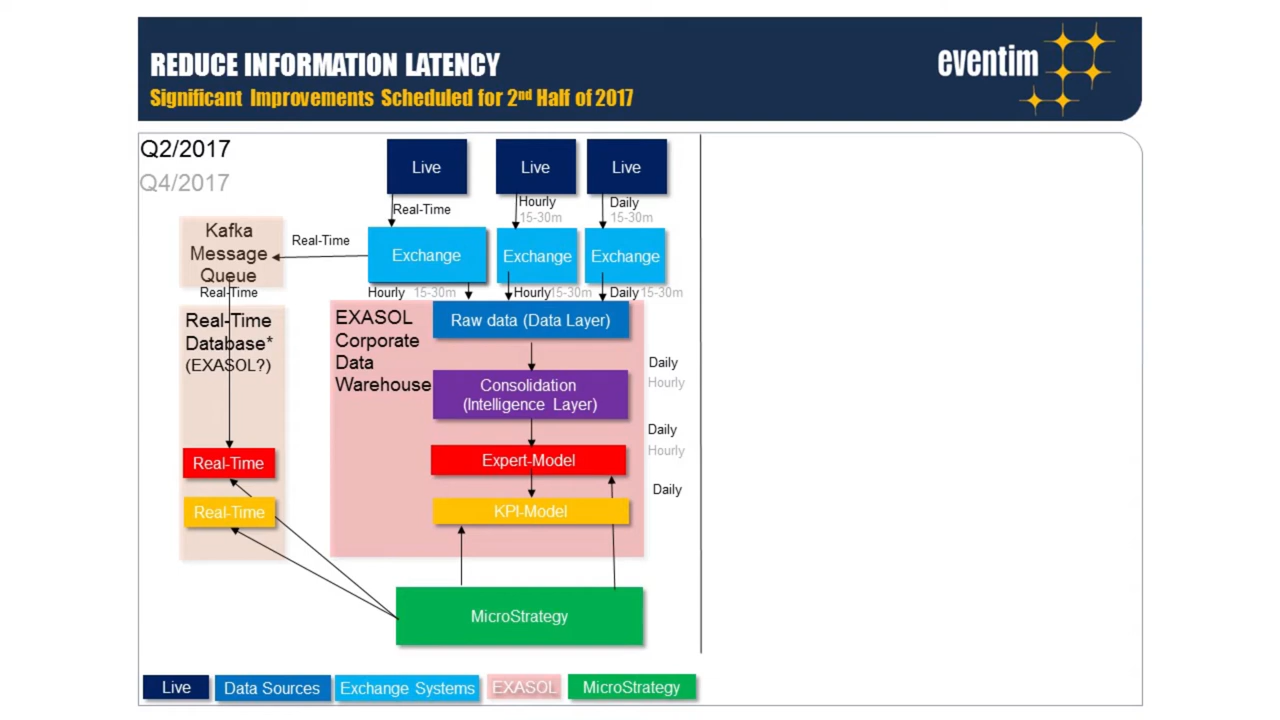 REDUCE INFORMATION LATENCY
Significant Improvements Scheduled for 2nd Half of 2017
eventim
Q2/2017
Q4/2017
Live
Live
Live
Real-Time
Hourly
15-30m
Daily
15-30m
Kafka
Message
Queue
Real-Time
Exchange
Exchange
Exchange
Real-Time
Hourly 15-30m
Hourly 15-30m
Daily 15-30m
Real-Time
Database*
(EXASOL?)
EXASOL
Corporate
Data
Warehouse
Raw data (Data Layer)
Daily
Hourly
Consolidation
(Intelligence Layer)
Daily
Hourly
Real-Time
Expert-Model
Daily
Real-Time
KPI-Model
MicroStrategy
Live
Data Sources
Exchange Systems
EXASOL
MicroStrategy